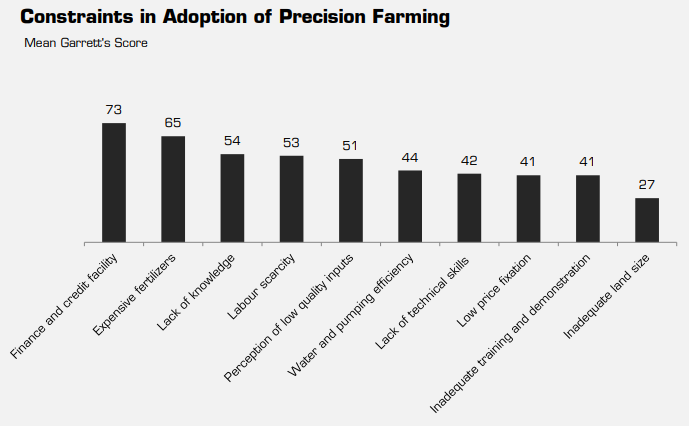 Constraints in Adoption of Precision Farming
Mean Garrett's Score
73
65
54
53
51
44
42
41
41
27
Finance and credit facility
Expensive fertilizers
Lack of knowledge
Labour scarcity
Perception of low quality inputs
Water and pumping efficiency
Lack of technical skills
Low price fixation
Inadequate training and demonstration
Inadequate land size